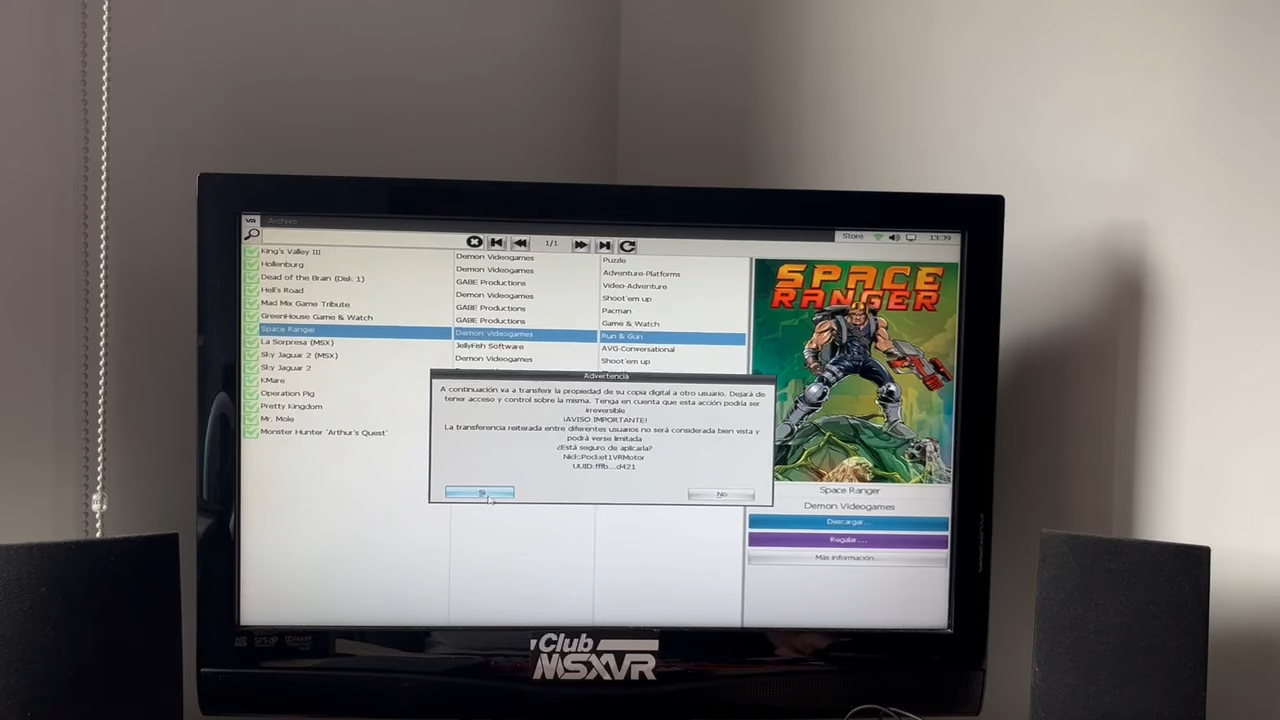 VR Archivo
Store 13:39
1/1
King's Valley III Demon Videogames Puzzle
Hollenburg Demon Videogames Adventure-Platforms
Dead of the Brain (Disk 1) GABE Productions Video-Adventure
Hell's Road Demon Videogames Shoot'em up
Mad Mix Game Tribute GABE Productions Pacman
GreenHouse Game & Watch GABE Productions Game & Watch
Space Ranger Demon Videogames Run & Gun
La Sorpresa (MSX) JellyFish Software AVG-Conversational
Sky Jaguar 2 (MSX) Demon Videogames Shoot'em up
Sky Jaguar 2
KMare
Operation Pig
Pretty Kingdom
Mr. Mole
Monster Hunter 'Arthur's Quest'
Advertencia
A continuación va a transferir la propiedad de su copia digital a otro usuario. Dejará de
tener acceso y control sobre la misma. Tenga en cuenta que esta acción podría ser
irreversible
¡AVISO IMPORTANTE!
La transferencia reiterada entre diferentes usuarios no será considerada bien vista y
podrá verse limitada
¿Está seguro de aplicarla?
UUID:fffb...d421
Si No
SPACE
RANGER
Space Ranger
Demon Videogames
Descargar...
Regalar....
Más información...
Club
MSXVR